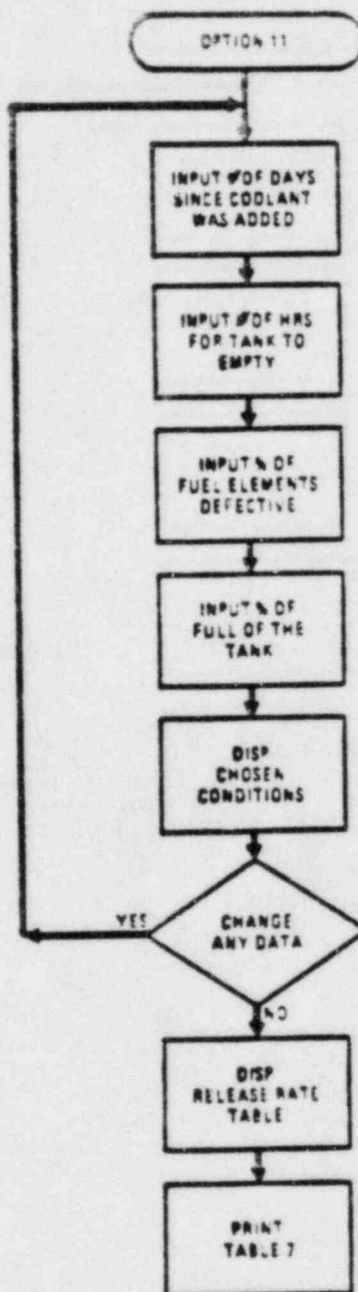 OPTION 11
INPUT # OF DAYS
SINCE COOLANT
WAS ADDED
INPUT # OF HRS
FOR TANK TO
EMPTY
INPUT % OF
FUEL ELEMENTS
DEFECTIVE
INPUT % OF
FULL OF THE
TANK
DISP
CHOSEN
CONDITIONS
YES
CHANGE
ANY DATA
NO
DISP
RELEASE RATE
TABLE
PRINT
TABLE 7